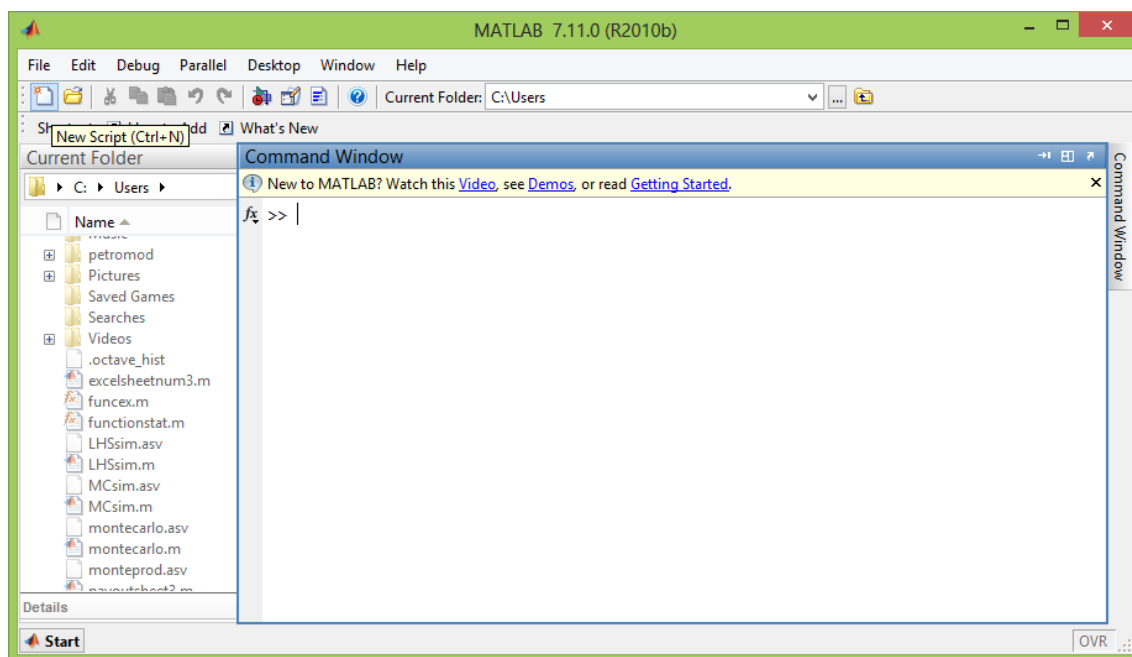 MATLAB 7.11.0 (R2010b)
File Edit Debug Parallel Desktop Window Help
Current Folder: C:\Users
...
dd What's New
New Script (Ctrl+N)
Current Folder
C: Users
Name
petromod
Pictures
Saved Games
Searches
Videos
.octave_hist
excelsheetnum3.m
funcex.m
functionstat.m
LHSsim.asv
LHSsim.m
MCsim.asv
MCsim.m
montecarlo.asv
montecarlo.m
monteprod.asv
Details
Command Window
New to MATLAB? Watch this Video, see Demos, or read Getting Started.
fx >>
Command Window
Start
OVR